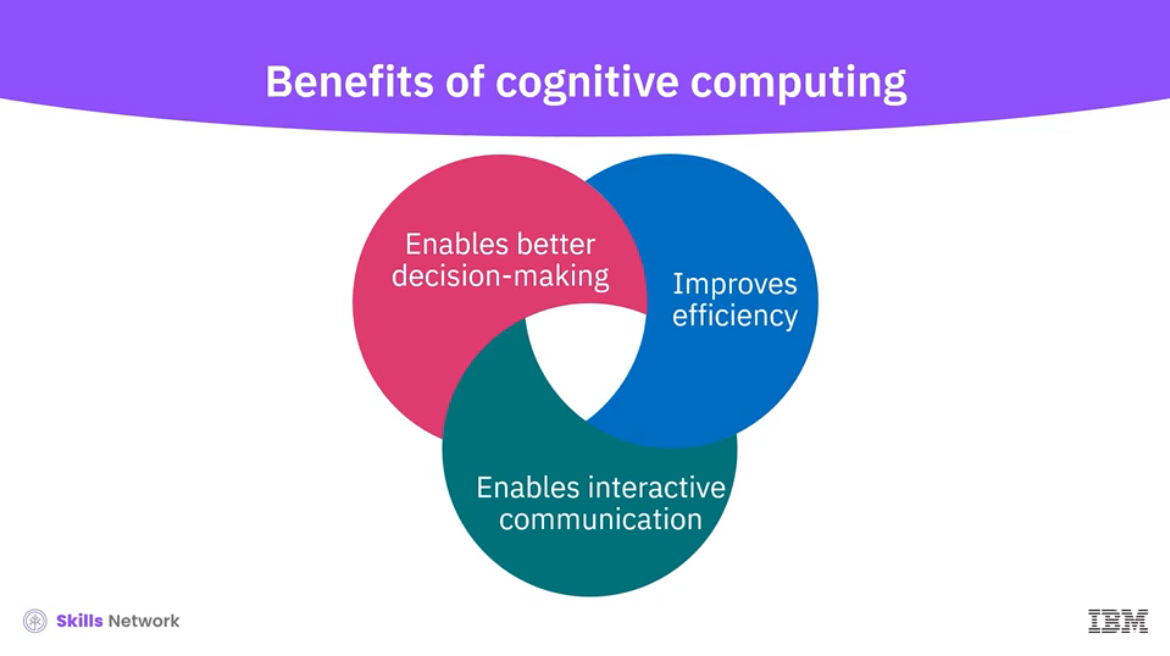 Benefits of cognitive computing
Enables better
decision-making
Improves
efficiency
Enables interactive
communication
Skills Network
IBM